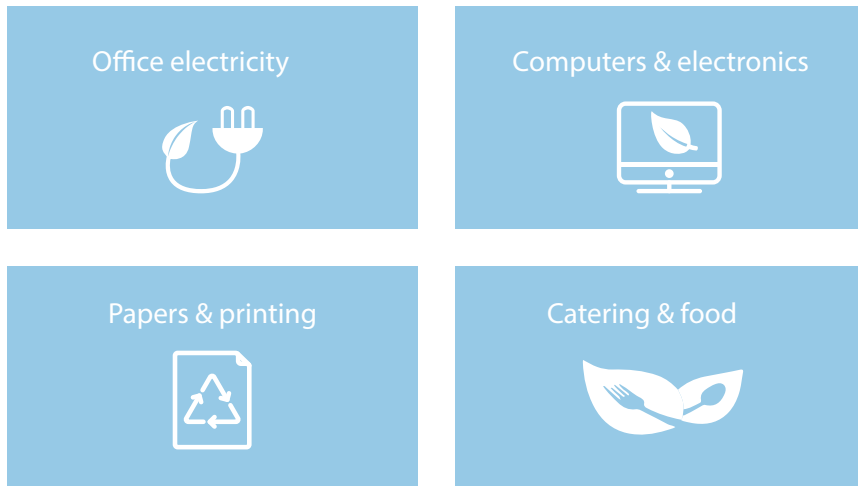 Office electricity
Computers & electronics
Papers & printing
Catering & food